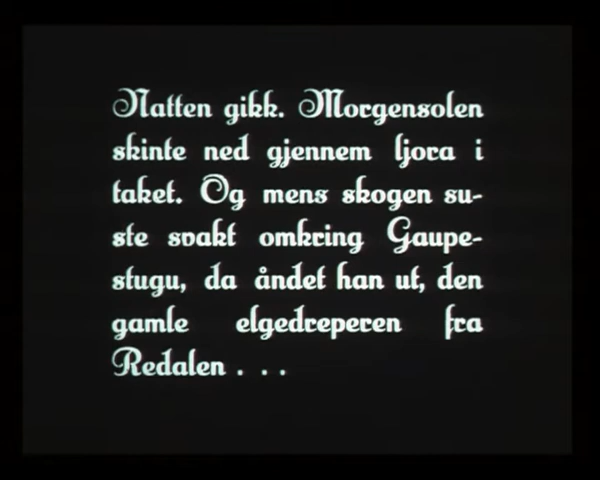 Natten gikk. Morgensolen
skinte ned gjennem ljora i
taket. Og mens skogen su-
ste svakt omkring Gaupe-
stugu, da åndet han ut, den
gamle elgedreperen fra
Redalen . . .